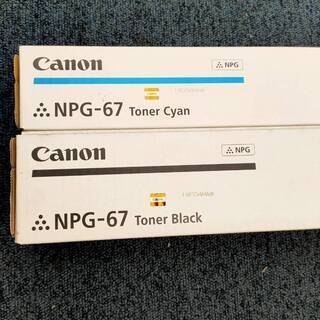 Canon
NPG
NPG-67 Toner Cyan
Canon
NPG
NPG-67 Toner Black